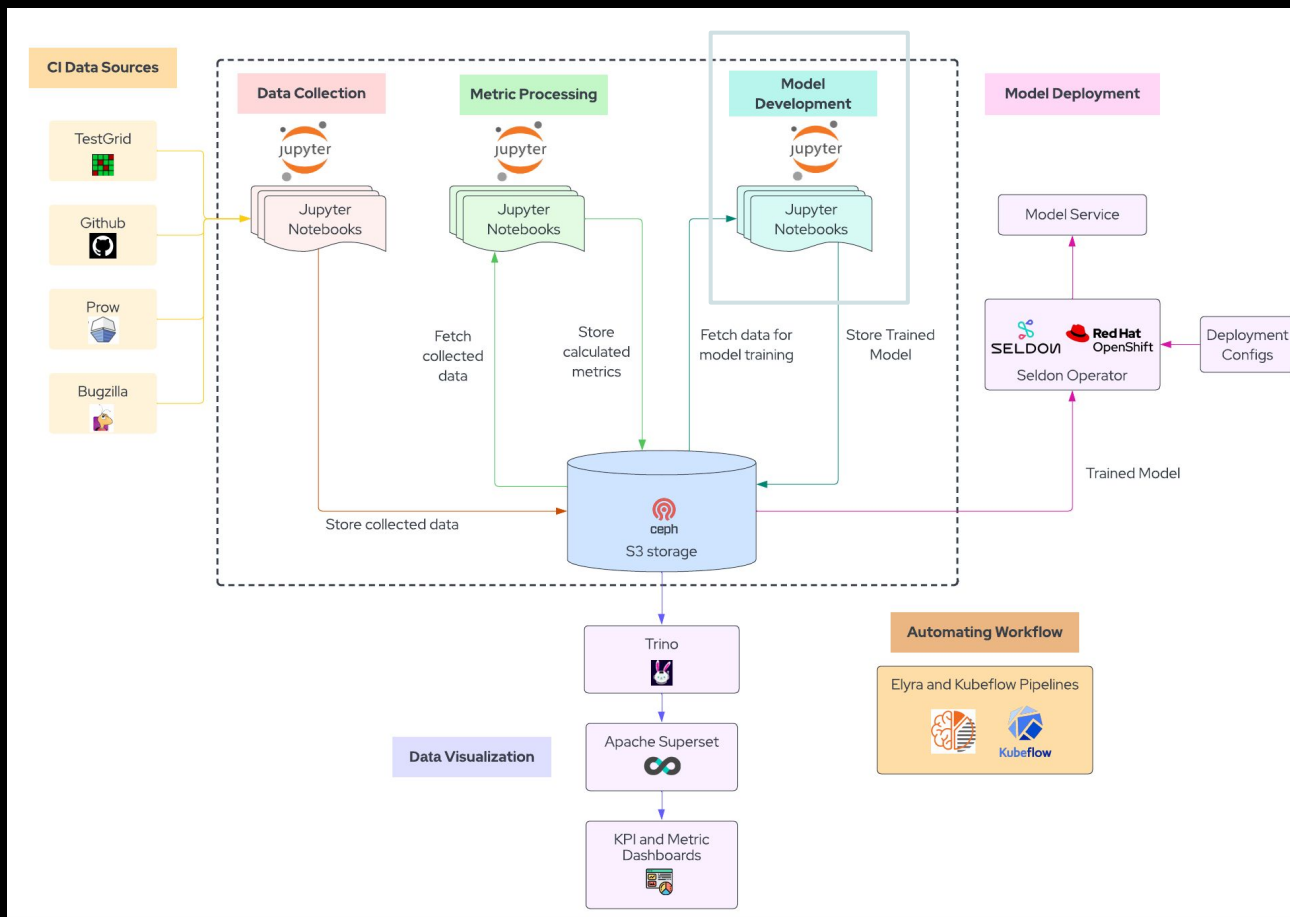 CI Data Sources
TestGrid
Github
Prow
Bugzilla
Data Collection
jupyter
Jupyter
Notebooks
Metric Processing
jupyter
Jupyter
Notebooks
Model
Development
jupyter
Jupyter
Notebooks
Model Deployment
Model Service
SELDON
Red Hat
OpenShift
Seldon Operator
Deployment
Configs
Fetch
collected
data
Store
calculated
metrics
Fetch data for
model training
Store Trained
Model
Store collected data
ceph
S3 storage
Trained Model
Trino
Automating Workflow
Elyra and Kubeflow Pipelines
Kubeflow
Data Visualization
Apache Superset
KPI and Metric
Dashboards